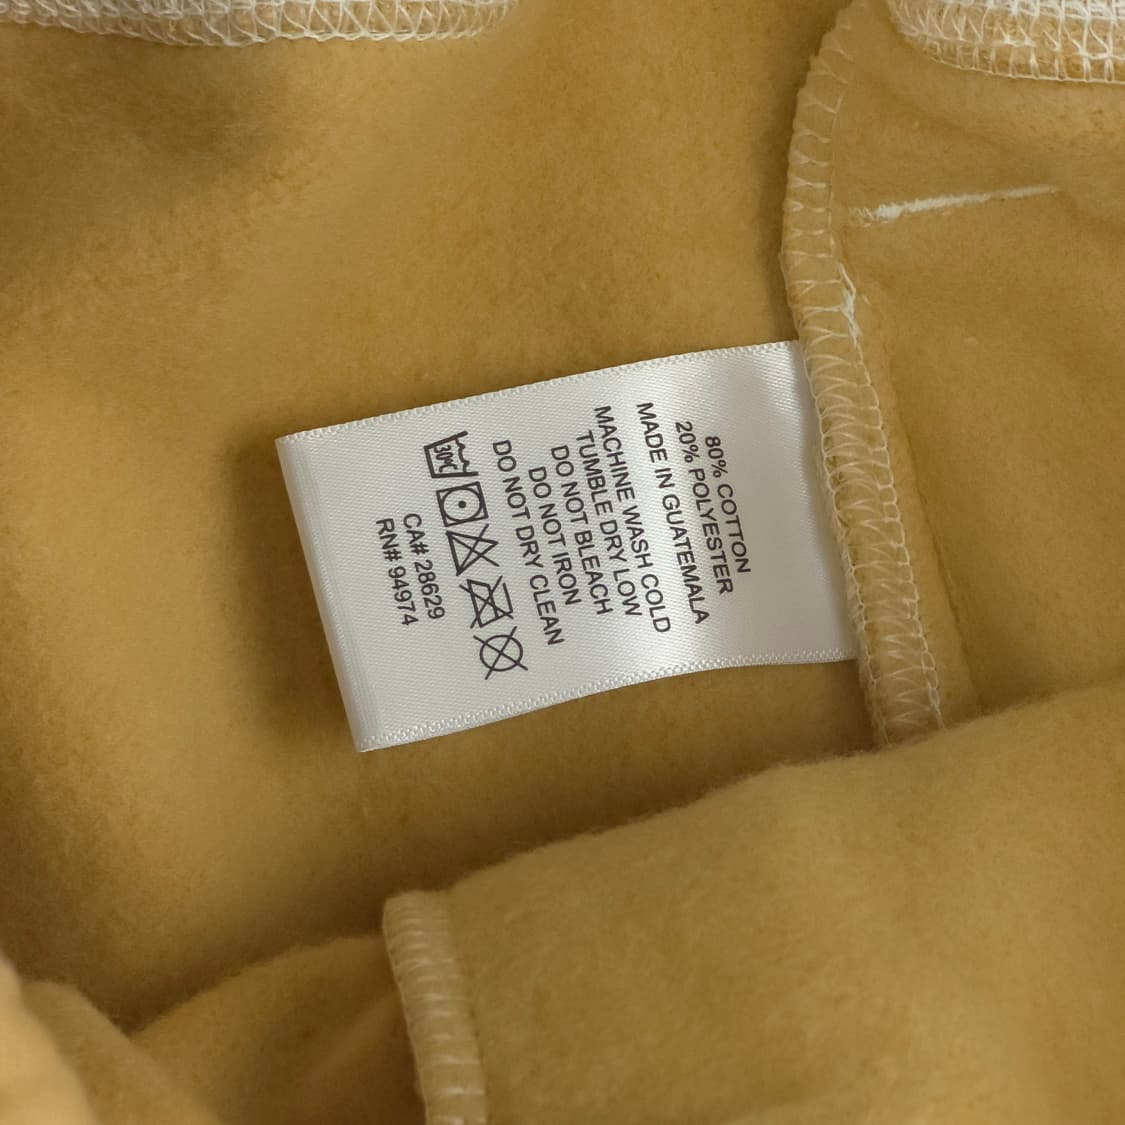 80% COTTON
20% POLYESTER
MADE IN GUATEMALA
MACHINE WASH COLD
TUMBLE DRY LOW
DO NOT BLEACH
DO NOT IRON
DO NOT DRY CLEAN
30℃
CA# 28629
RN# 94974